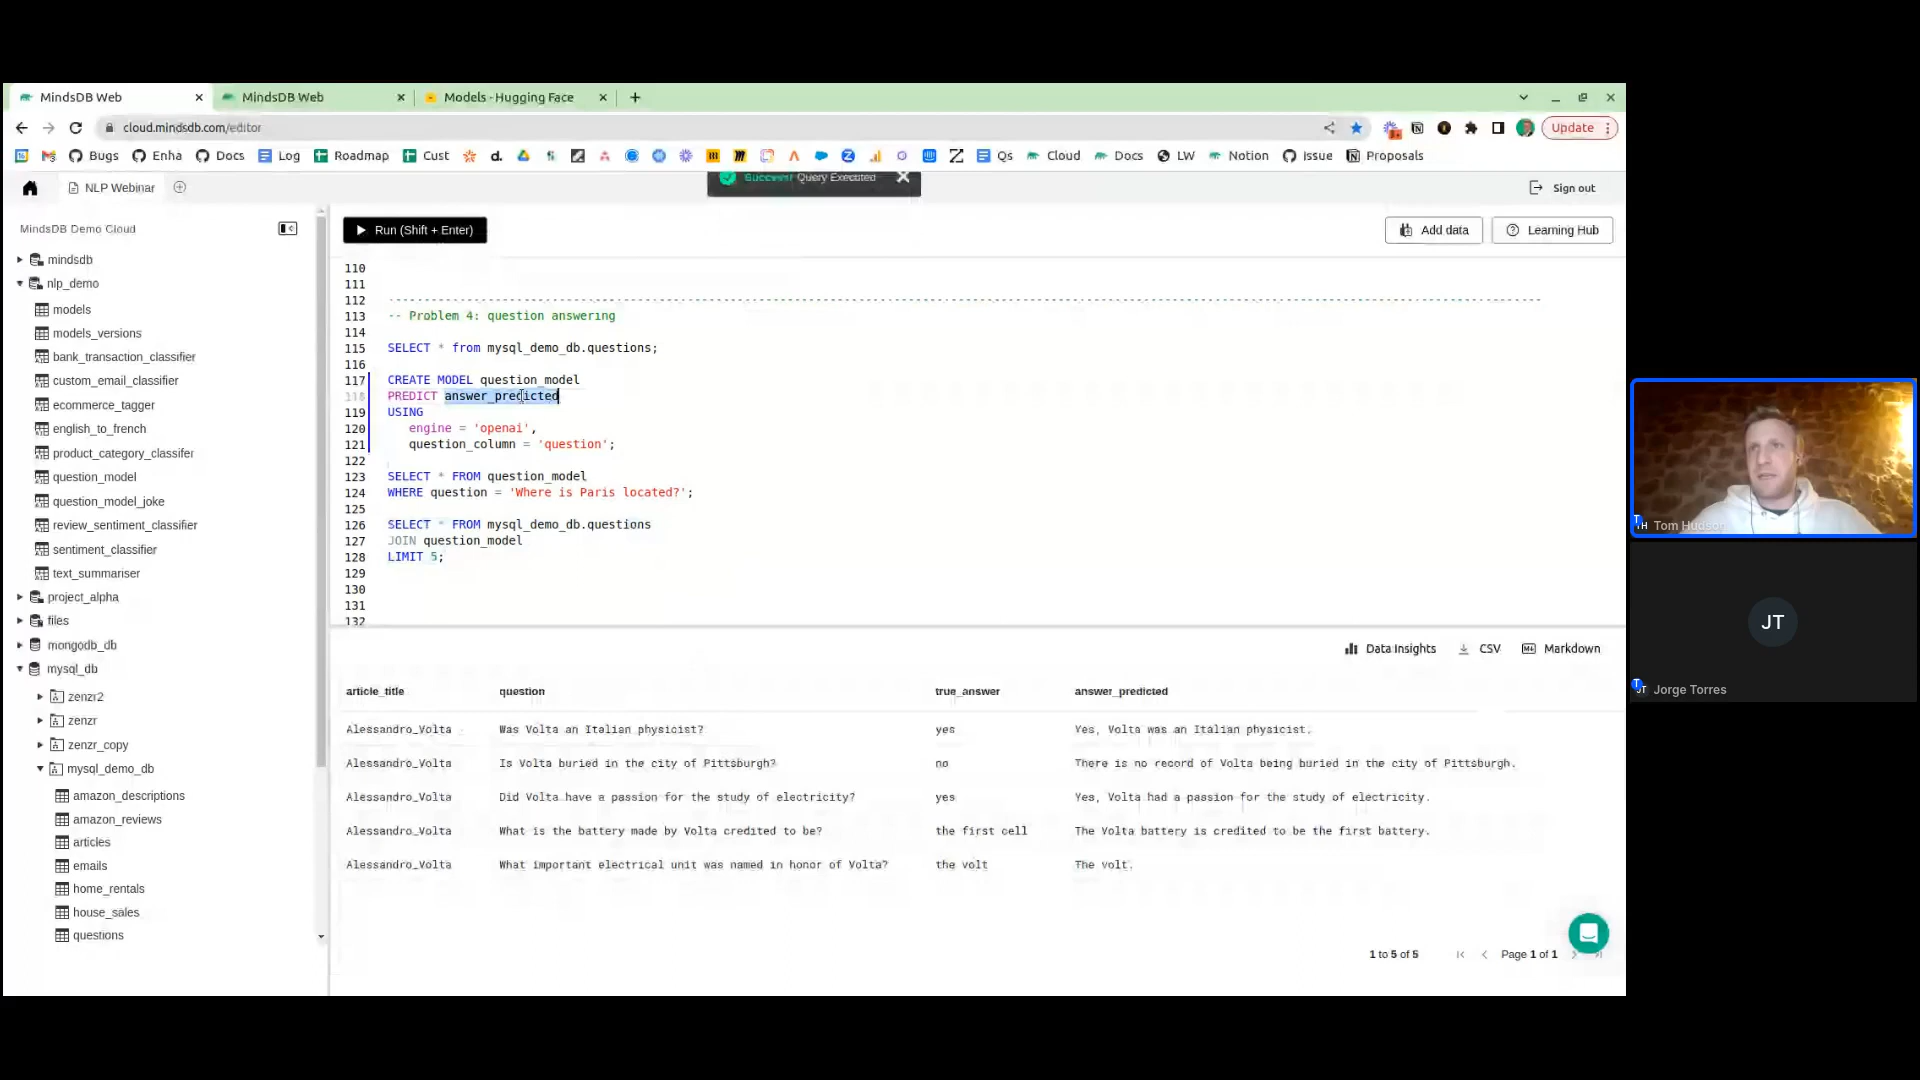 MindsDB Web
MindsDB Web
Models - Hugging Face
cloud.mindsdb.com/editor
Update
Bugs
Enha
Docs
Log
Roadmap
Cust
d.
Qs
Cloud
Docs
LW
Notion
Issue
Proposals
NLP Webinar
Success! Query Executed
Sign out
MindsDB Demo Cloud
Run (Shift + Enter)
Add data
Learning Hub
mindsdb
nlp_demo
models
models_versions
bank_transaction_classifier
custom_email_classifier
ecommerce_tagger
english_to_french
product_category_classifer
question_model
question_model_joke
review_sentiment_classifier
sentiment_classifier
text_summariser
project_alpha
files
mongodb_db
mysql_db
zenzr2
zenzr
zenzr_copy
mysql_demo_db
amazon_descriptions
amazon_reviews
articles
emails
home_rentals
house_sales
questions
110
111
112 ------------------------------------------------------------
113 -- Problem 4: question answering
114
115 SELECT * from mysql_demo_db.questions;
116
117 CREATE MODEL question_model
118 PREDICT answer_predicted
119 USING
120 engine = 'openai',
121 question_column = 'question';
122
123 SELECT * FROM question_model
124 WHERE question = 'Where is Paris located?';
125
126 SELECT * FROM mysql_demo_db.questions
127 JOIN question_model
128 LIMIT 5;
129
130
131
132
Data Insights
CSV
Markdown
article_title question true_answer answer_predicted
Alessandro_Volta Was Volta an Italian physicist? yes Yes, Volta was an Italian physicist.
Alessandro_Volta Is Volta buried in the city of Pittsburgh? no There is no record of Volta being buried in the city of Pittsburgh.
Alessandro_Volta Did Volta have a passion for the study of electricity? yes Yes, Volta had a passion for the study of electricity.
Alessandro_Volta What is the battery made by Volta credited to be? the first cell The Volta battery is credited to be the first battery.
Alessandro_Volta What important electrical unit was named in honor of Volta? the volt The volt.
1 to 5 of 5
Page 1 of 1
TH Tom Hudson
JT
JT Jorge Torres